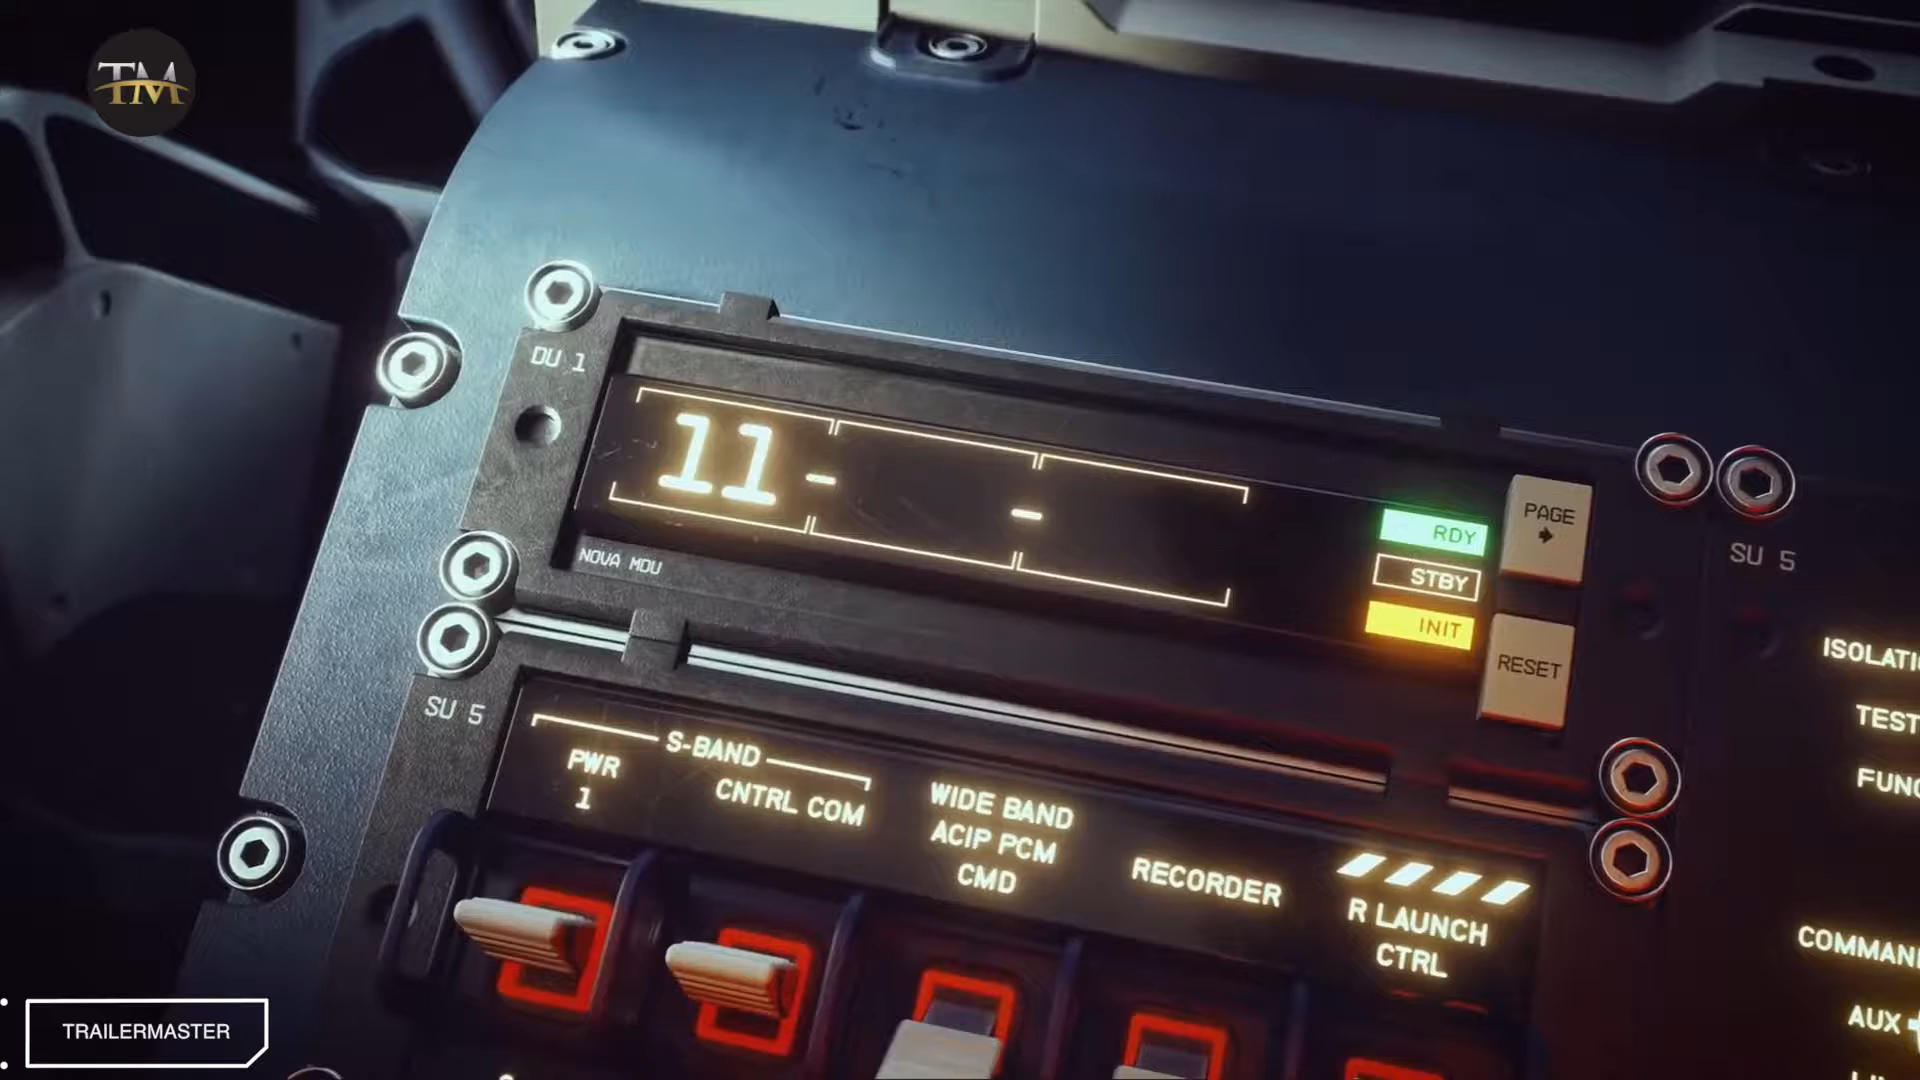 TM
DU 1
11-
-
RDY
STBY
INIT
PAGE
RESET
NOVA MDU
SU 5
SU 5
S-BAND
PWR
1
CNTRL COM
WIDE BAND
ACIP PCM
CMD
RECORDER
R LAUNCH
CTRL
TEST
AUX
TRAILERMASTER